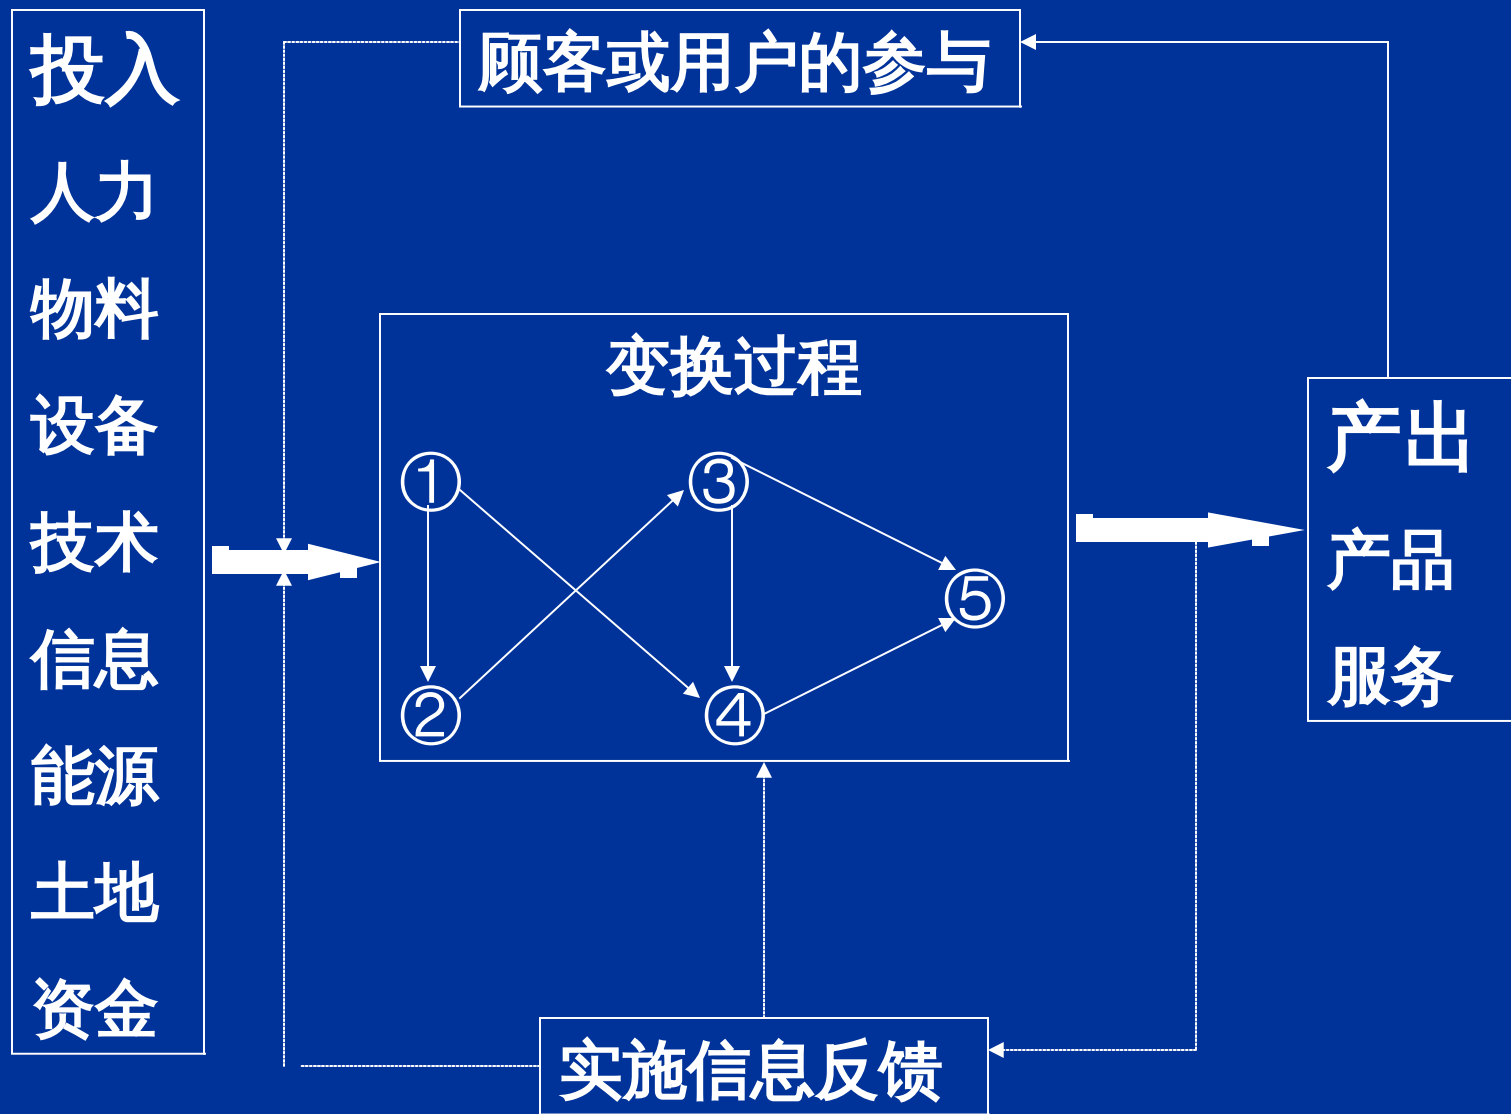 投入
人力
物料
设备
技术
信息
能源
土地
资金
顾客或用户的参与
变换过程
① ③
⑤
② ④
产出
产品
服务
实施信息反馈